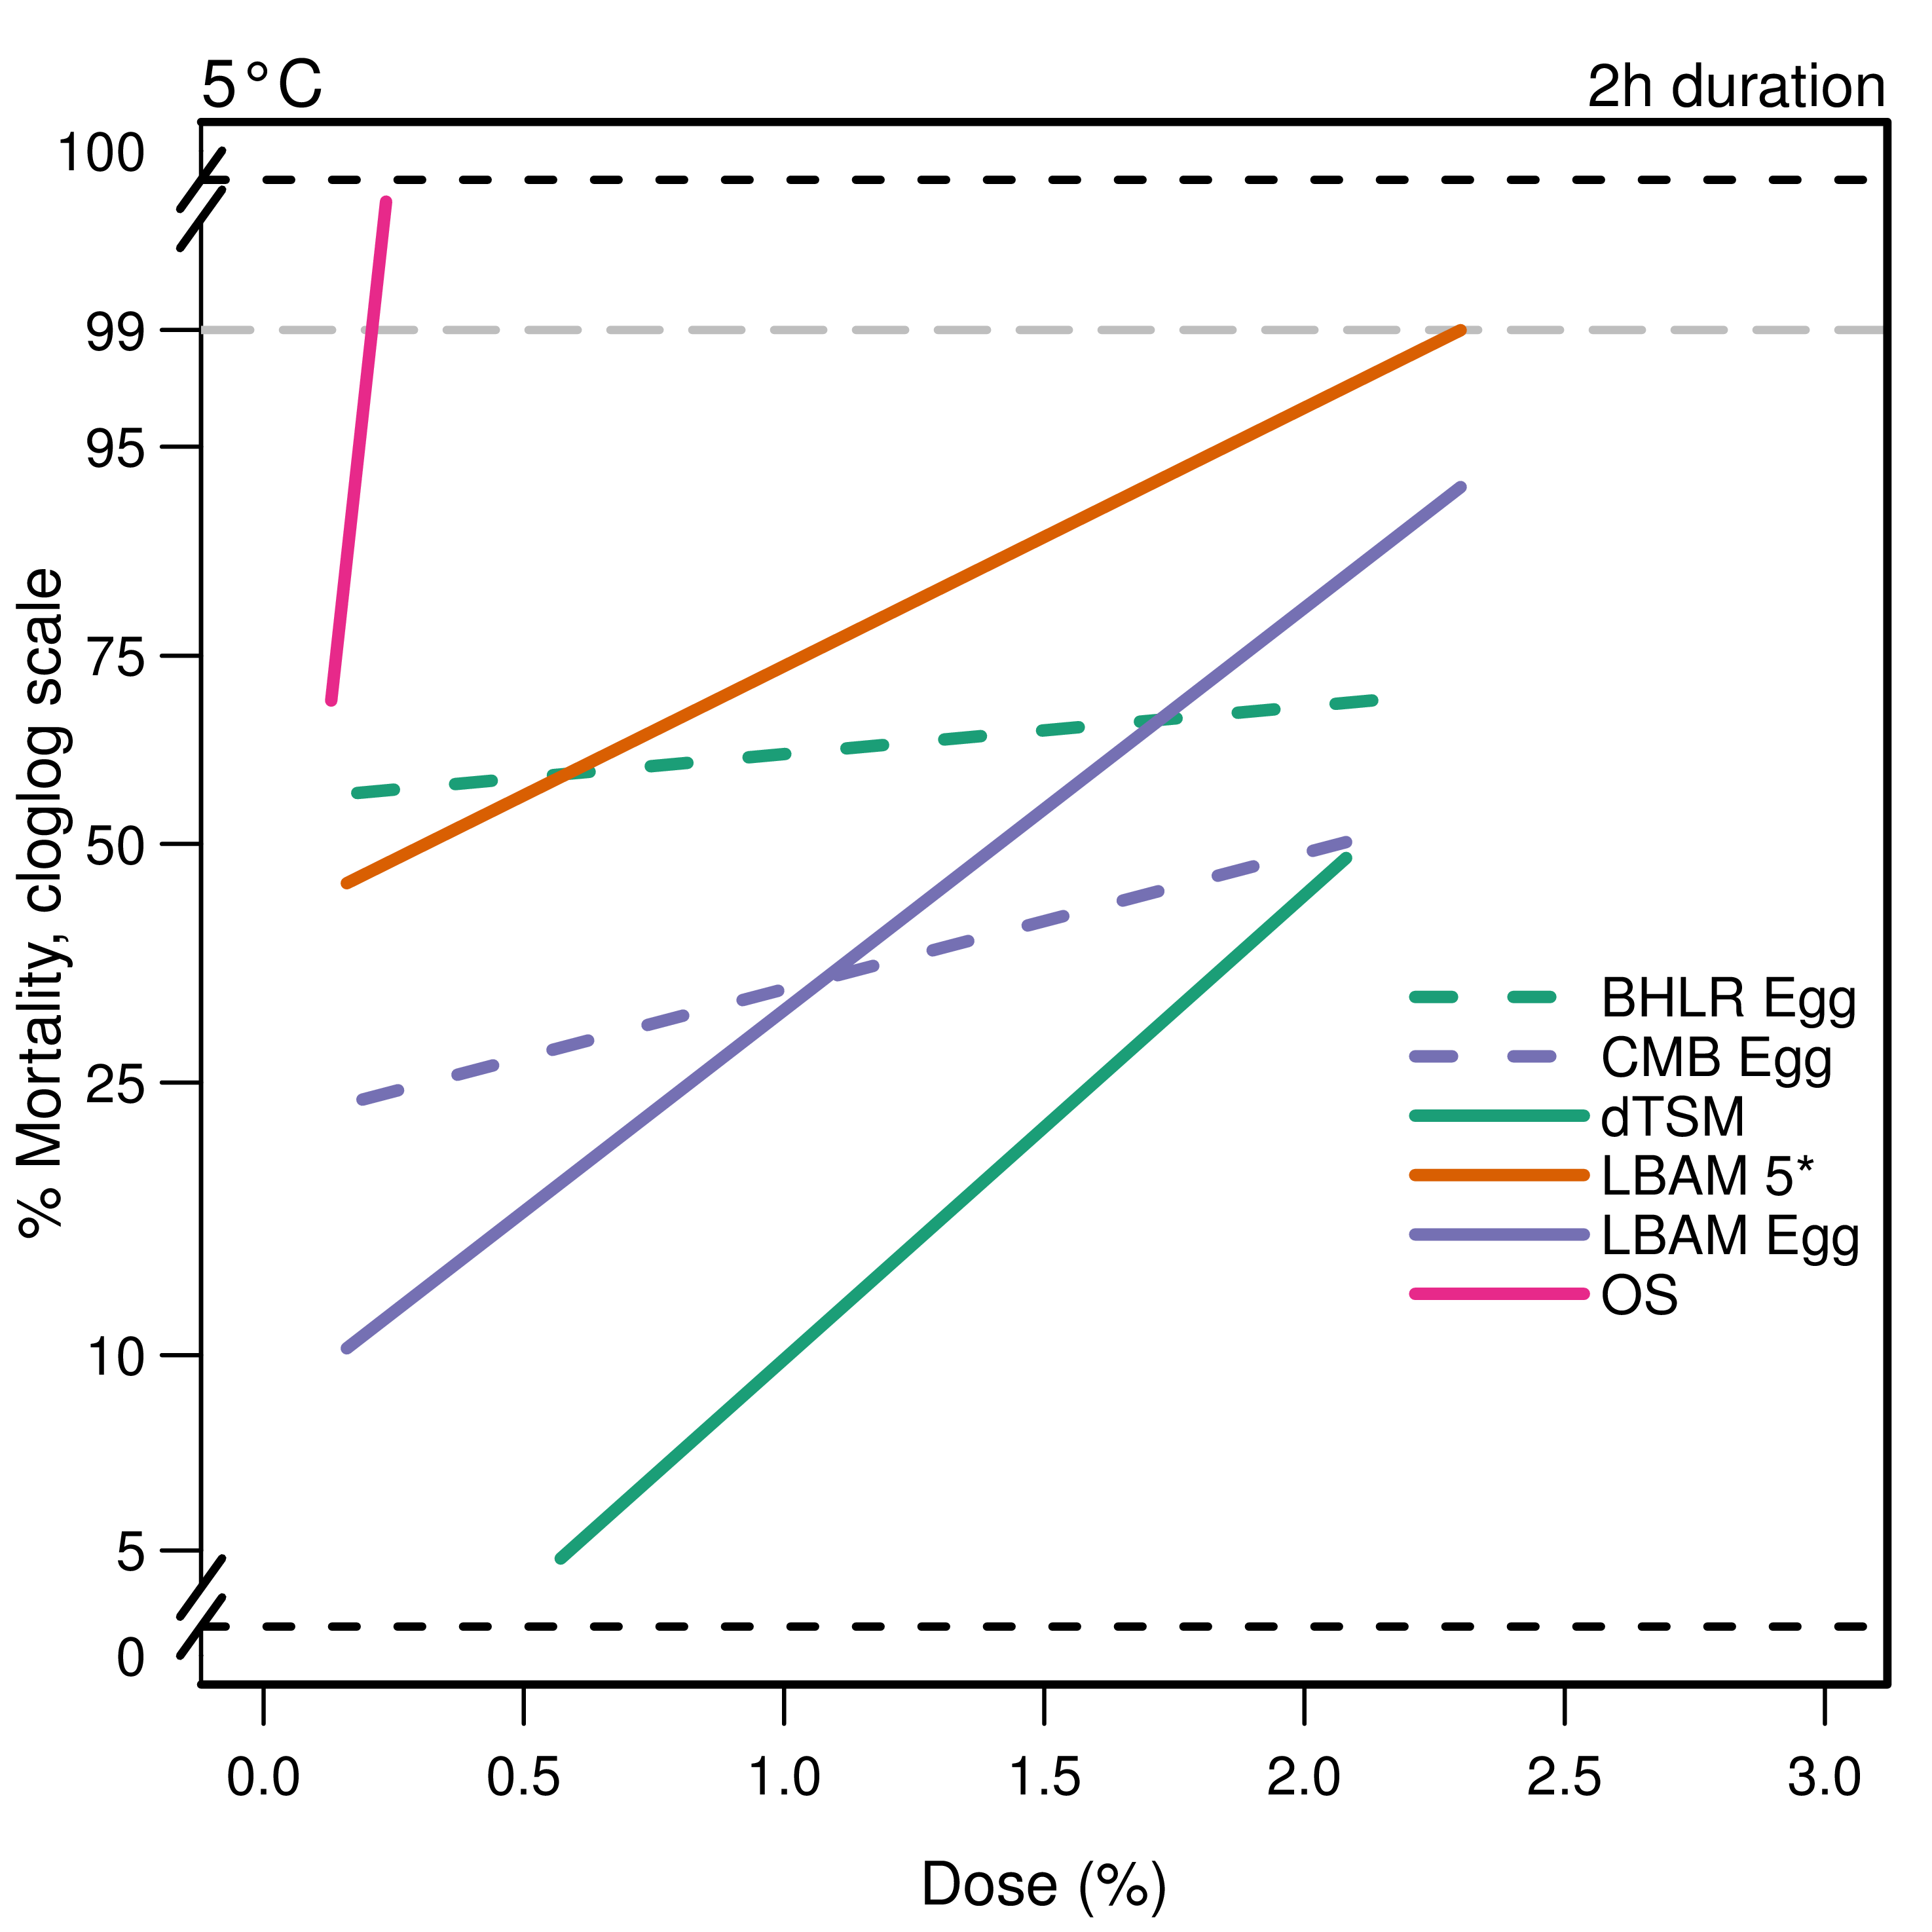 5°C
2h duration
100
99
95
75
50
25
10
5
0
% Mortality, cloglog scale
BHLR Egg
CMB Egg
dTSM
LBAM 5*
LBAM Egg
OS
0.0 0.5 1.0 1.5 2.0 2.5 3.0
Dose (%)